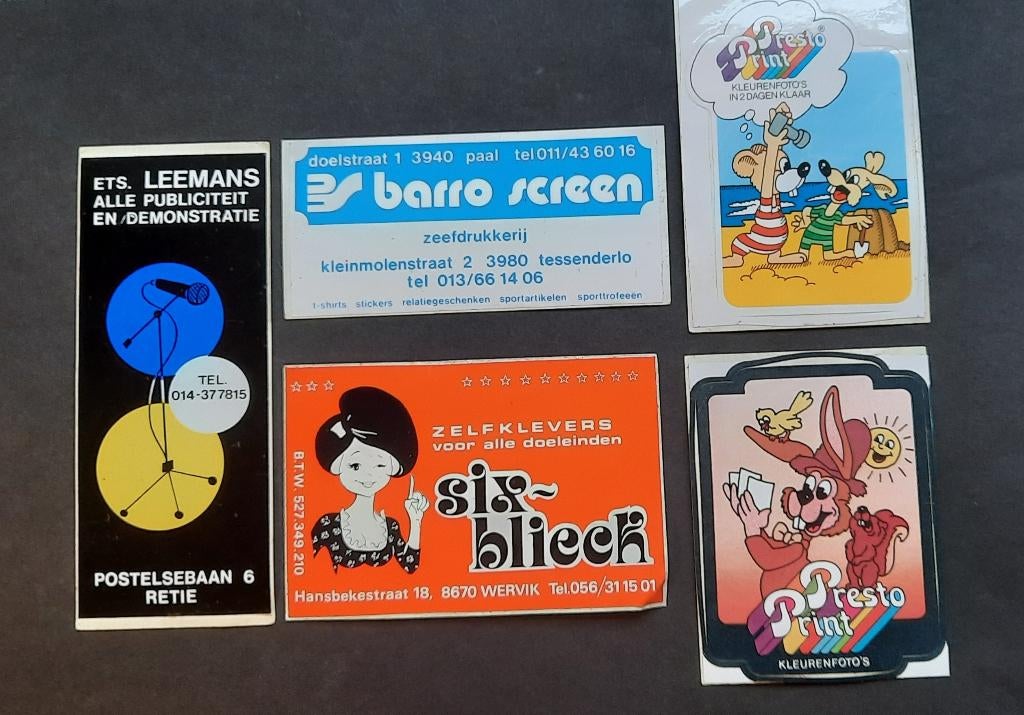 ETS. LEEMANS
ALLE PUBLICITEIT
EN DEMONSTRATIE
TEL.
014-377815
POSTELSEBAAN 6
RETIE
doelstraat 1 3940 paal tel 011/43 60 16
BS barro screen
zeefdrukkerij
kleinmolenstraat 2 3980 tessenderlo
tel 013/66 14 06
t-shirts stickers relatiegeschenken sportartikelen sporttrofeeën
B.T.W. 527.349.210
ZELFKLEVERS
voor alle doeleinden
six-
blieck
Hansbekestraat 18, 8670 WERVIK Tel.056/31 15 01
Presto®
Print
KLEURENFOTO'S
IN 2 DAGEN KLAAR
Presto
Print
KLEURENFOTO'S